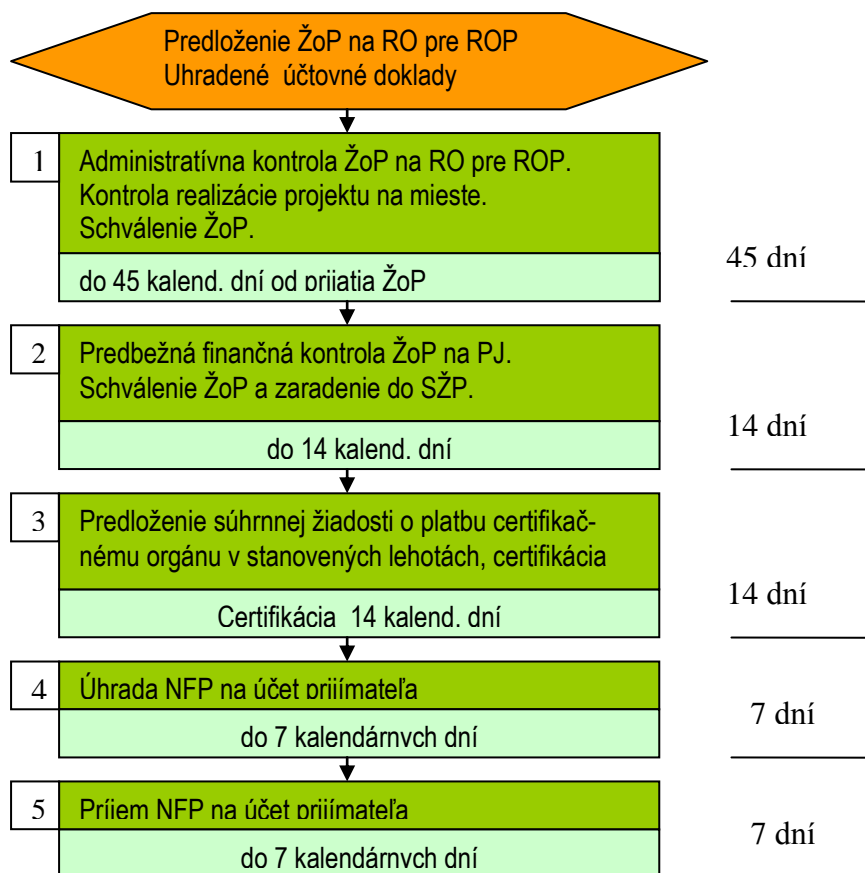 Predloženie ŽoP na RO pre ROP
Uhradené účtovné doklady
1
Administratívna kontrola ŽoP na RO pre ROP.
Kontrola realizácie projektu na mieste.
Schválenie ŽoP.
do 45 kalend. dní od prijatia ŽoP
45 dní
2
Predbežná finančná kontrola ŽoP na PJ.
Schválenie ŽoP a zaradenie do SŽP.
do 14 kalend. dní
14 dní
3
Predloženie súhrnnej žiadosti o platbu certifikač-
nému orgánu v stanovených lehotách, certifikácia
Certifikácia 14 kalend. dní
14 dní
4
Úhrada NFP na účet prijímateľa
do 7 kalendárnych dní
7 dní
5
Príjem NFP na účet prijímateľa
do 7 kalendárnych dní
7 dní